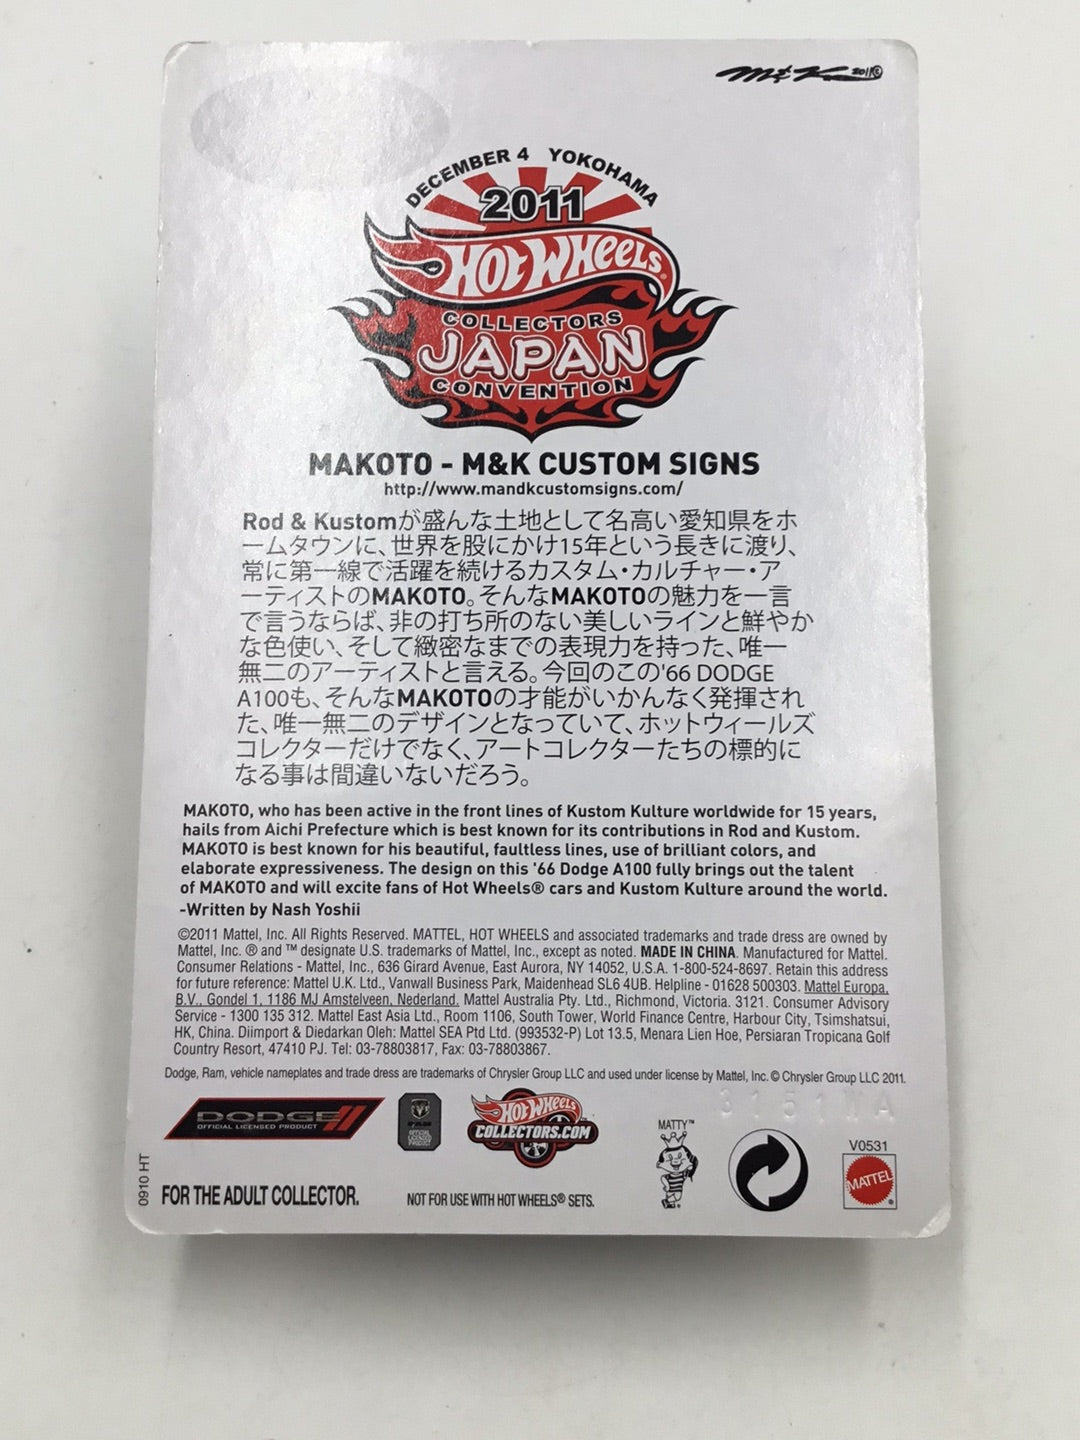 M&K 2011©
DECEMBER 4 YOKOHAMA
2011
HOT WHEELS®
COLLECTORS
JAPAN
CONVENTION
MAKOTO - M&K CUSTOM SIGNS
http://www.mandkcustomsigns.com/
Rod & Kustomが盛んな土地として名高い愛知県をホ
ームタウンに、世界を股にかけ15年という長きに渡り、
常に第一線で活躍を続けるカスタム・カルチャー・ア
ーティストのMAKOTO。そんなMAKOTOの魅力を一言
で言うならば、非の打ち所のない美しいラインと鮮やか
な色使い、そして緻密なまでの表現力を持った、唯一
無二のアーティストと言える。今回のこの'66 DODGE
A100も、そんなMAKOTOの才能がいかんなく発揮され
た、唯一無二のデザインとなっていて、ホットウィールズ
コレクターだけでなく、アートコレクターたちの標的に
なる事は間違いないだろう。
MAKOTO, who has been active in the front lines of Kustom Kulture worldwide for 15 years,
hails from Aichi Prefecture which is best known for its contributions in Rod and Kustom.
MAKOTO is best known for his beautiful, faultless lines, use of brilliant colors, and
elaborate expressiveness. The design on this '66 Dodge A100 fully brings out the talent
of MAKOTO and will excite fans of Hot Wheels® cars and Kustom Kulture around the world.
-Written by Nash Yoshii
©2011 Mattel, Inc. All Rights Reserved. MATTEL, HOT WHEELS and associated trademarks and trade dress are owned by
Mattel, Inc. ® and ™ designate U.S. trademarks of Mattel, Inc., except as noted. MADE IN CHINA. Manufactured for Mattel.
Consumer Relations - Mattel, Inc., 636 Girard Avenue, East Aurora, NY 14052, U.S.A. 1-800-524-8697. Retain this address
for future reference: Mattel U.K. Ltd., Vanwall Business Park, Maidenhead SL6 4UB. Helpline - 01628 500303. Mattel Europa,
B.V., Gondel 1, 1186 MJ Amstelveen, Nederland. Mattel Australia Pty. Ltd., Richmond, Victoria. 3121. Consumer Advisory
Service - 1300 135 312. Mattel East Asia Ltd., Room 1106, South Tower, World Finance Centre, Harbour City, Tsimshatsui,
HK, China. Diimport & Diedarkan Oleh: Mattel SEA Ptd Ltd. (993532-P) Lot 13.5, Menara Lien Hoe, Persiaran Tropicana Golf
Country Resort, 47410 PJ. Tel: 03-78803817, Fax: 03-78803867.
Dodge, Ram, vehicle nameplates and trade dress are trademarks of Chrysler Group LLC and used under license by Mattel, Inc. © Chrysler Group LLC 2011.
DODGE
OFFICIAL LICENSED PRODUCT
RAM
OFFICIAL
LICENSED
PRODUCT
HOT WHEELS™
COLLECTORS.COM
MATTY™
V0531
MATTEL®
0910 HT
FOR THE ADULT COLLECTOR.
NOT FOR USE WITH HOT WHEELS® SETS.